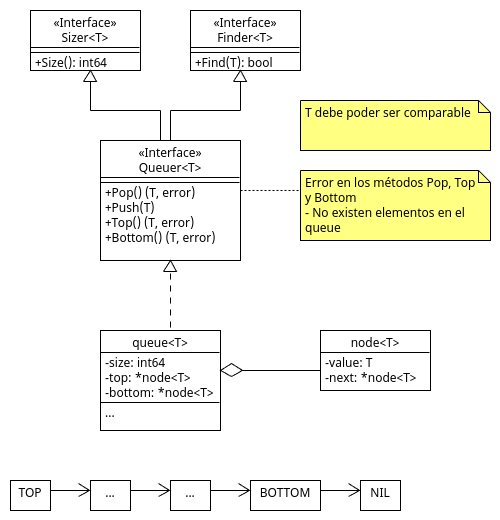 «Interface»
Sizer<T>
+Size(): int64
«Interface»
Finder<T>
+Find(T): bool
T debe poder ser comparable
«Interface»
Queuer<T>
+Pop() (T, error)
+Push(T)
+Top() (T, error)
+Bottom() (T, error)
Error en los métodos Pop, Top
y Bottom
- No existen elementos en el
queue
queue<T>
-size: int64
-top: *node<T>
-bottom: *node<T>
...
node<T>
-value: T
-next: *node<T>
TOP
...
...
BOTTOM
NIL